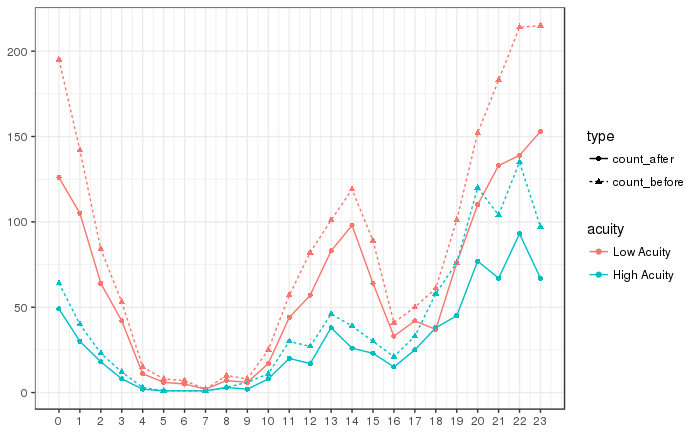 200
150
100
50
0
0 1 2 3 4 5 6 7 8 9 10 11 12 13 14 15 16 17 18 19 20 21 22 23
type
count_after
count_before
acuity
Low Acuity
High Acuity